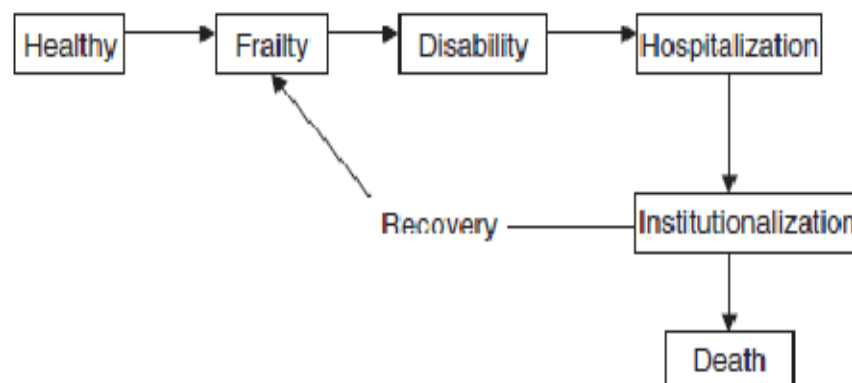 Healthy
Frailty
Disability
Hospitalization
Recovery
Institutionalization
Death